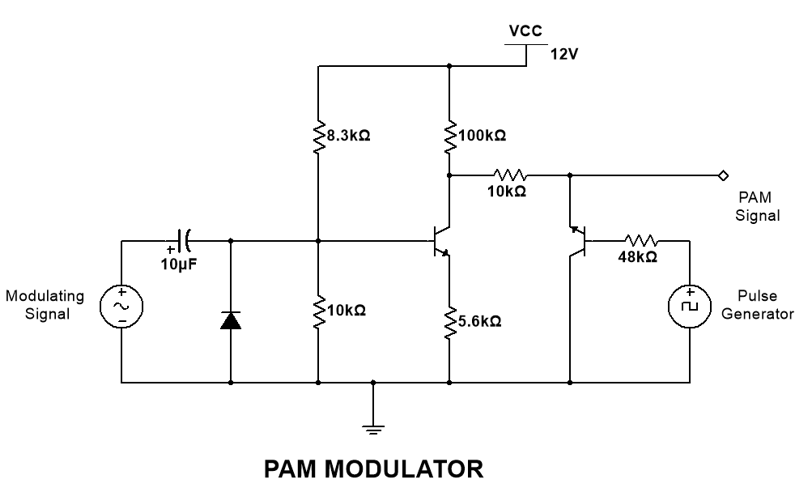 VCC
12V
8.3kΩ
100kΩ
10kΩ
PAM
Signal
10µF
48kΩ
Modulating
Signal
10kΩ
5.6kΩ
Pulse
Generator
PAM MODULATOR